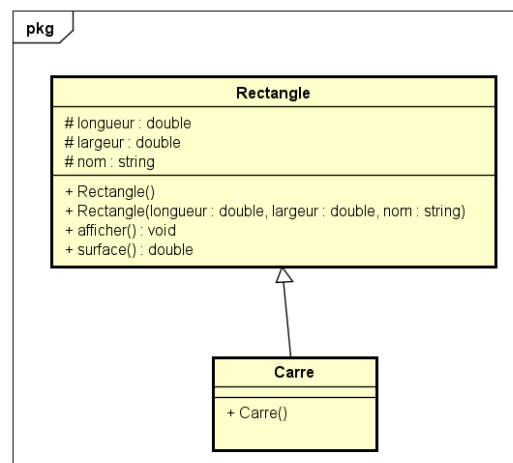 pkg
Rectangle
# longueur : double
# largeur : double
# nom : string
+ Rectangle()
+ Rectangle(longueur : double, largeur : double, nom : string)
+ afficher() : void
+ surface() : double
Carre
+ Carre()